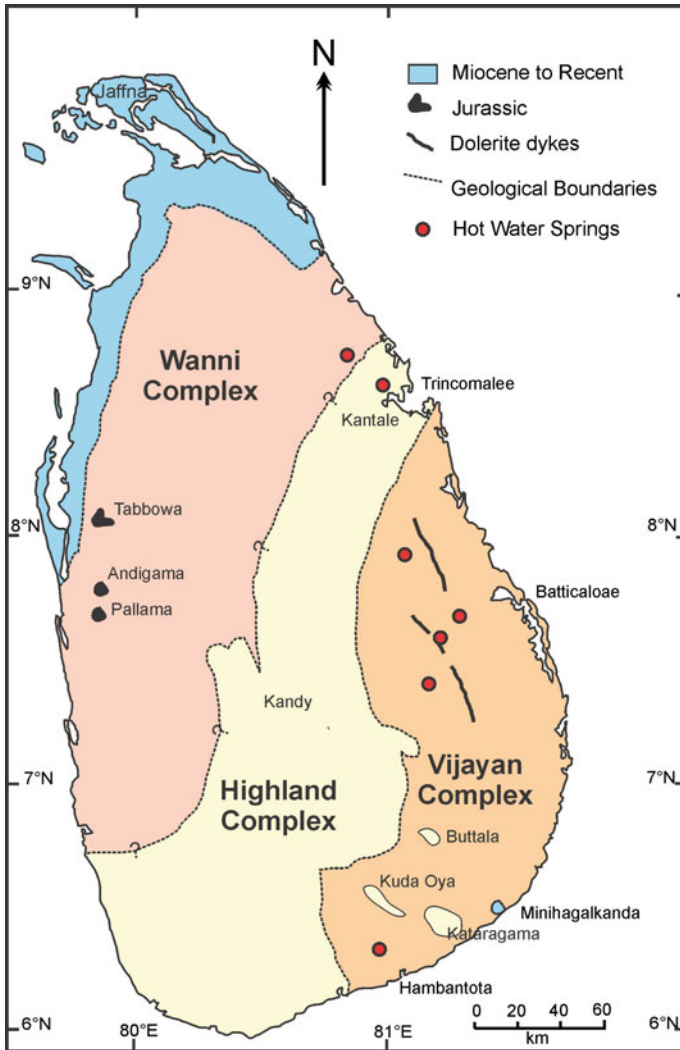 N
Jaffna
Miocene to Recent
Jurassic
Dolerite dykes
Geological Boundaries
Hot Water Springs
9°N
Wanni
Complex
Trincomalee
?
Kantale
Tabbowa
8°N
8°N
?
Andigama
Pallama
Batticaloae
Kandy
?
7°N
7°N
Highland
Complex
Vijayan
Complex
Buttala
?
Kuda Oya
Minihagalkanda
Kataragama
Hambantota
6°N
80°E
81°E
0 20 40 60
km